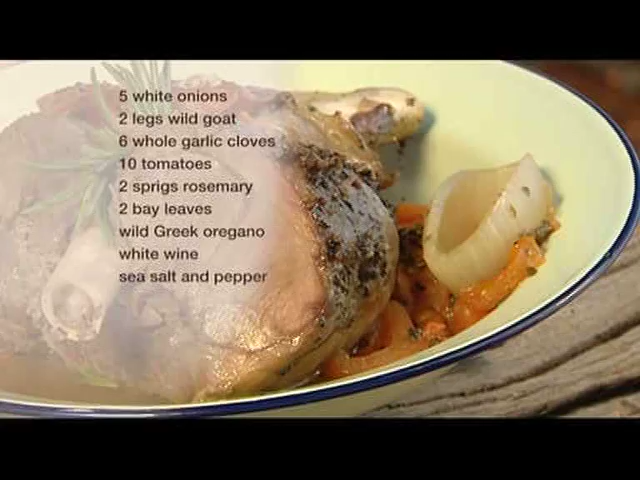 5 white onions
2 legs wild goat
6 whole garlic cloves
10 tomatoes
2 sprigs rosemary
2 bay leaves
wild Greek oregano
white wine
sea salt and pepper